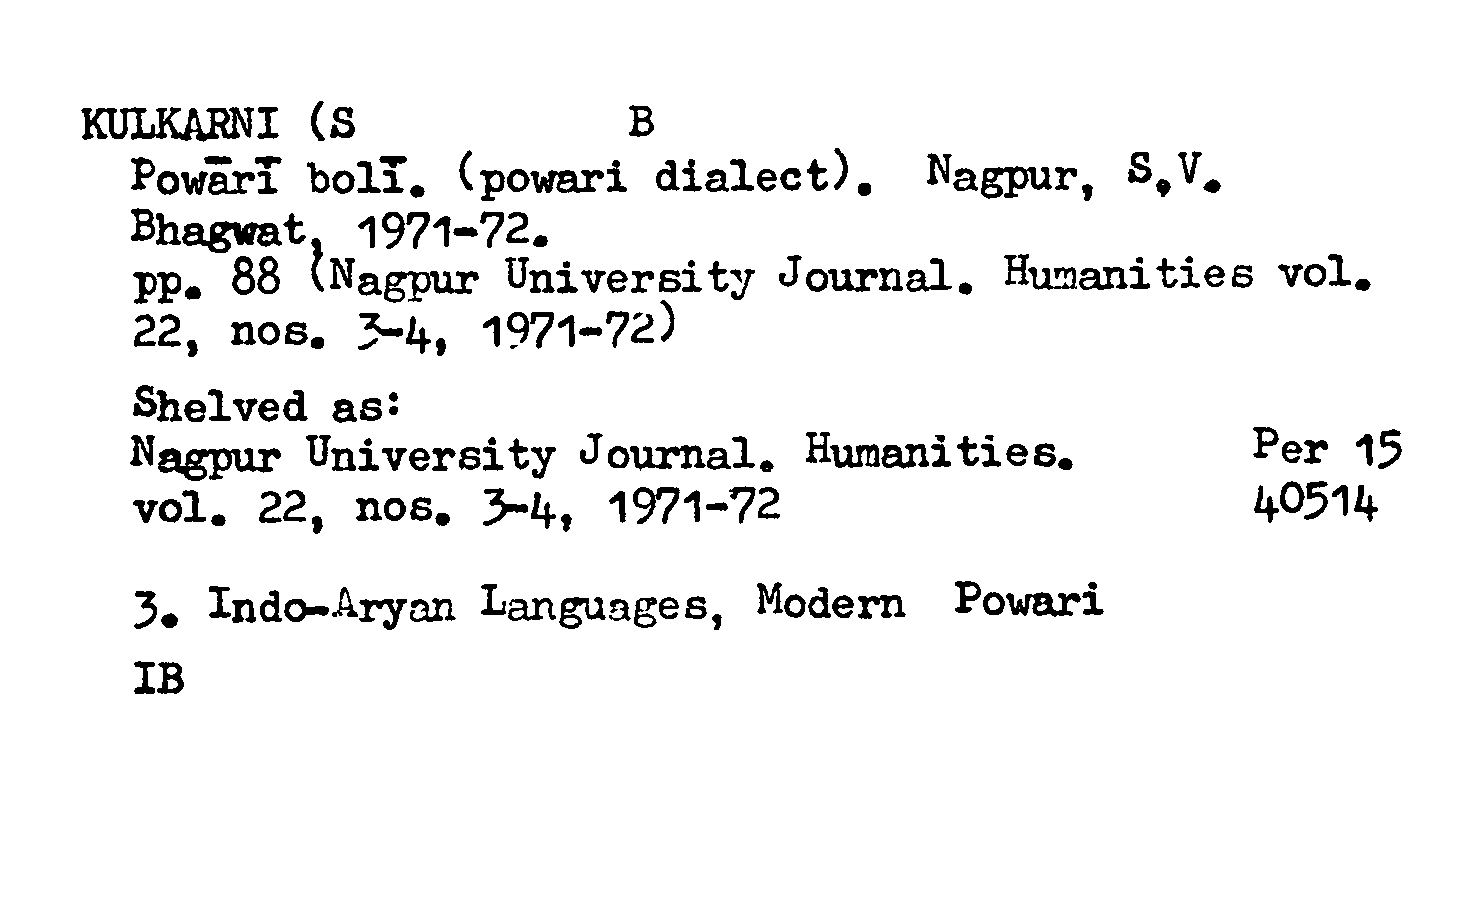 KULKARNI (S B
Powārī bolī. (powari dialect). Nagpur, S.V.
Bhagwat, 1971-72.
pp. 88 (Nagpur University Journal. Humanities vol.
22, nos. 3-4, 1971-72)
Shelved as:
Nagpur University Journal. Humanities. Per 15
vol. 22, nos. 3-4, 1971-72 40514
3. Indo-Aryan Languages, Modern Powari
IB